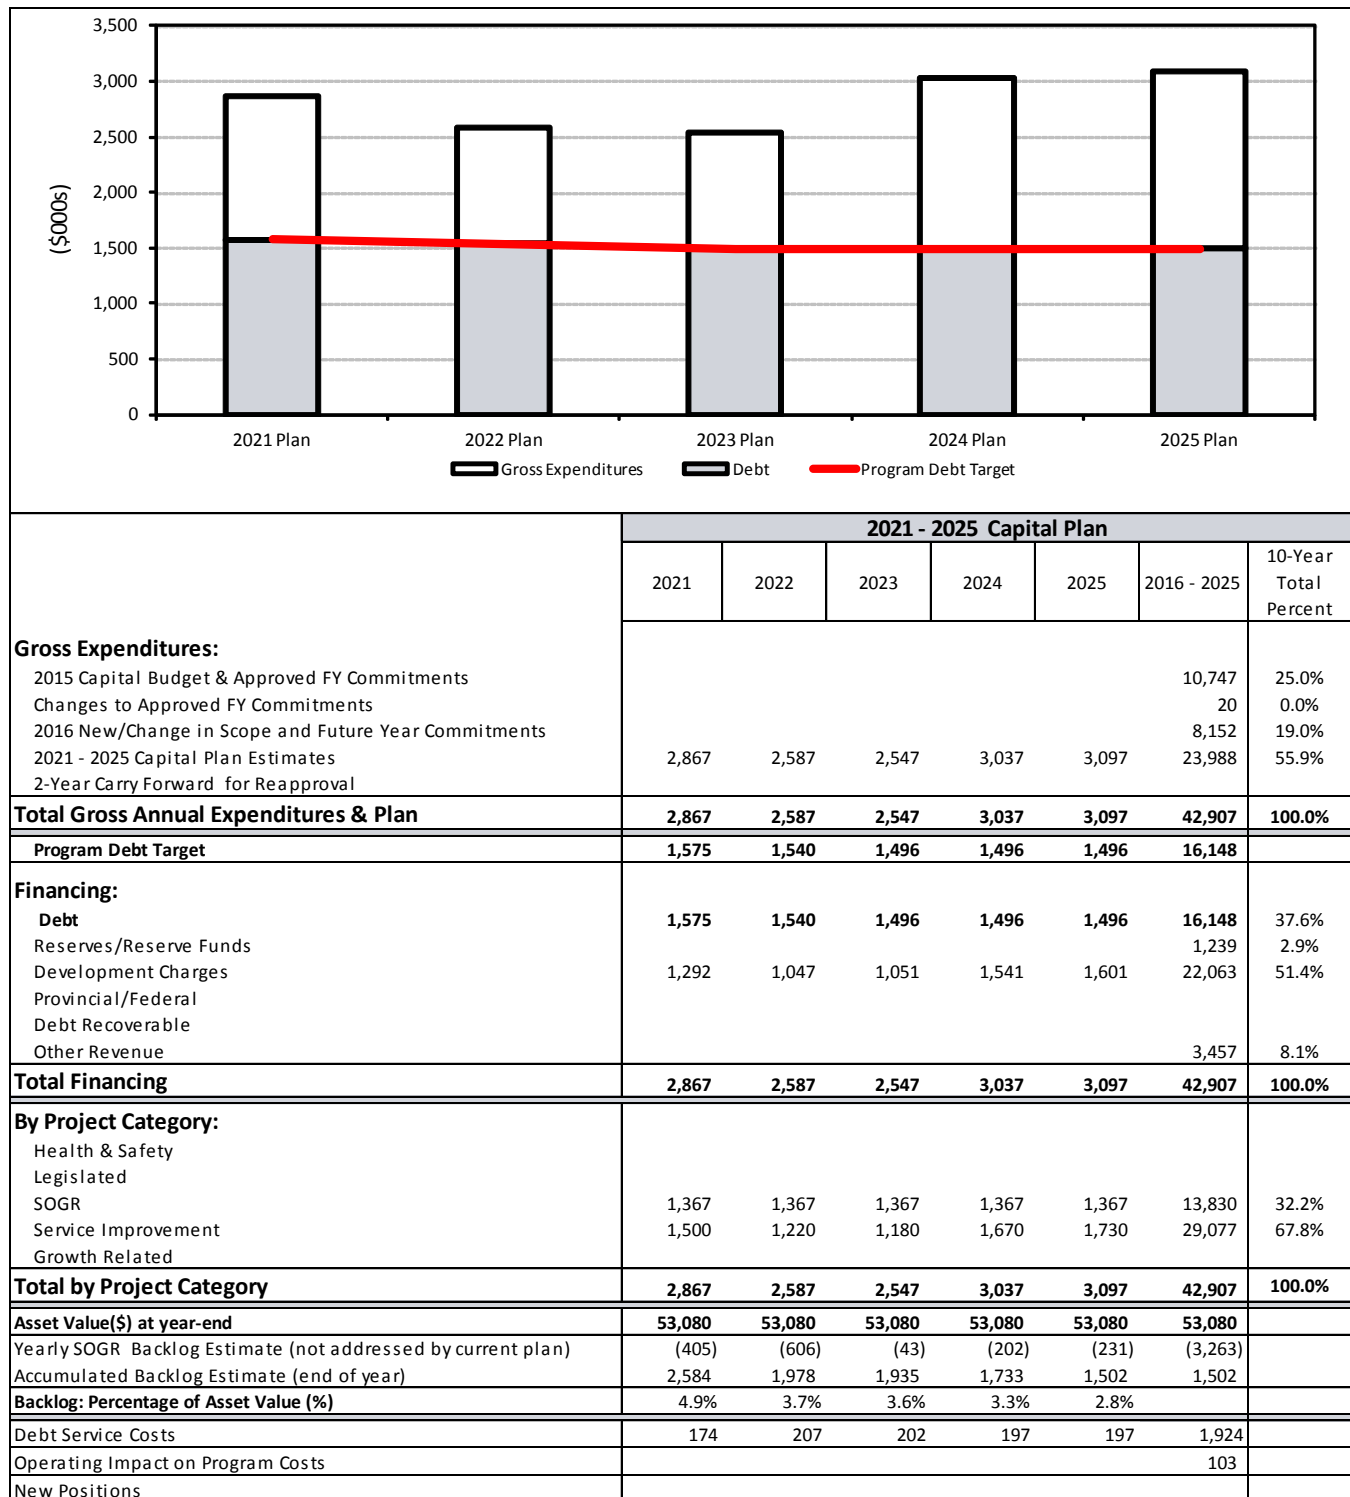 3,500
3,000
2,500
2,000
1,500
1,000
500
0
($000s)
2021 Plan 2022 Plan 2023 Plan 2024 Plan 2025 Plan
Gross Expenditures Debt Program Debt Target
2021 - 2025 Capital Plan
2021 2022 2023 2024 2025 2016 - 2025 10-Year Total Percent
Gross Expenditures:
2015 Capital Budget & Approved FY Commitments 10,747 25.0%
Changes to Approved FY Commitments 20 0.0%
2016 New/Change in Scope and Future Year Commitments 8,152 19.0%
2021 - 2025 Capital Plan Estimates 2,867 2,587 2,547 3,037 3,097 23,988 55.9%
2-Year Carry Forward for Reapproval
Total Gross Annual Expenditures & Plan 2,867 2,587 2,547 3,037 3,097 42,907 100.0%
Program Debt Target 1,575 1,540 1,496 1,496 1,496 16,148
Financing:
Debt 1,575 1,540 1,496 1,496 1,496 16,148 37.6%
Reserves/Reserve Funds 1,239 2.9%
Development Charges 1,292 1,047 1,051 1,541 1,601 22,063 51.4%
Provincial/Federal
Debt Recoverable
Other Revenue 3,457 8.1%
Total Financing 2,867 2,587 2,547 3,037 3,097 42,907 100.0%
By Project Category:
Health & Safety
Legislated
SOGR 1,367 1,367 1,367 1,367 1,367 13,830 32.2%
Service Improvement 1,500 1,220 1,180 1,670 1,730 29,077 67.8%
Growth Related
Total by Project Category 2,867 2,587 2,547 3,037 3,097 42,907 100.0%
Asset Value($) at year-end 53,080 53,080 53,080 53,080 53,080 53,080
Yearly SOGR Backlog Estimate (not addressed by current plan) (405) (606) (43) (202) (231) (3,263)
Accumulated Backlog Estimate (end of year) 2,584 1,978 1,935 1,733 1,502 1,502
Backlog: Percentage of Asset Value (%) 4.9% 3.7% 3.6% 3.3% 2.8%
Debt Service Costs 174 207 202 197 197 1,924
Operating Impact on Program Costs 103
New Positions